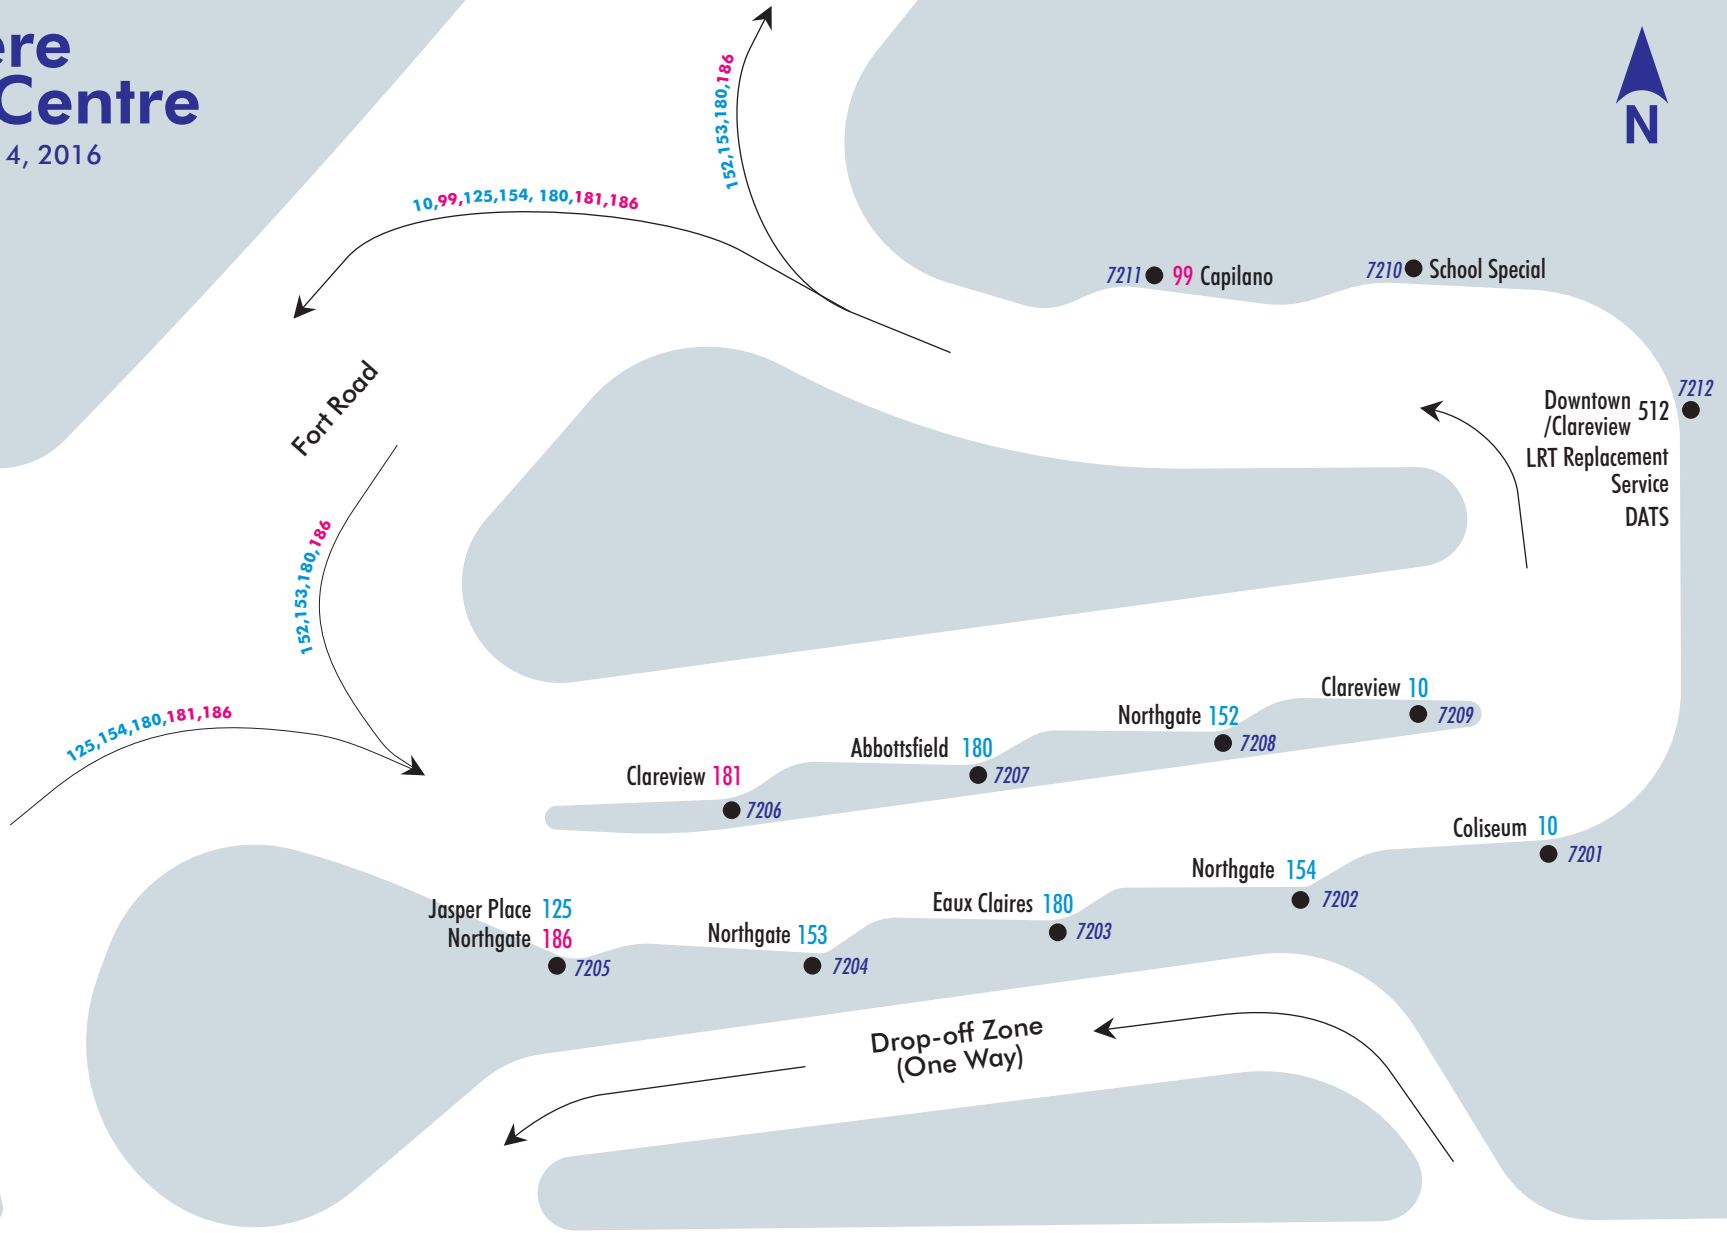 ere
Centre
4, 2016
N
152,153,180,186
10,99,125,154, 180,181,186
7211 99 Capilano
7210 School Special
7212
Downtown
/Clareview 512
LRT Replacement
Service
DATS
Fort Road
152,153,180,186
125,154,180,181,186
Clareview 10
7209
Northgate 152
7208
Abbottsfield 180
7207
Clareview 181
7206
Coliseum 10
7201
Northgate 154
7202
Eaux Claires 180
7203
Northgate 153
7204
Jasper Place 125
Northgate 186
7205
Drop-off Zone
(One Way)